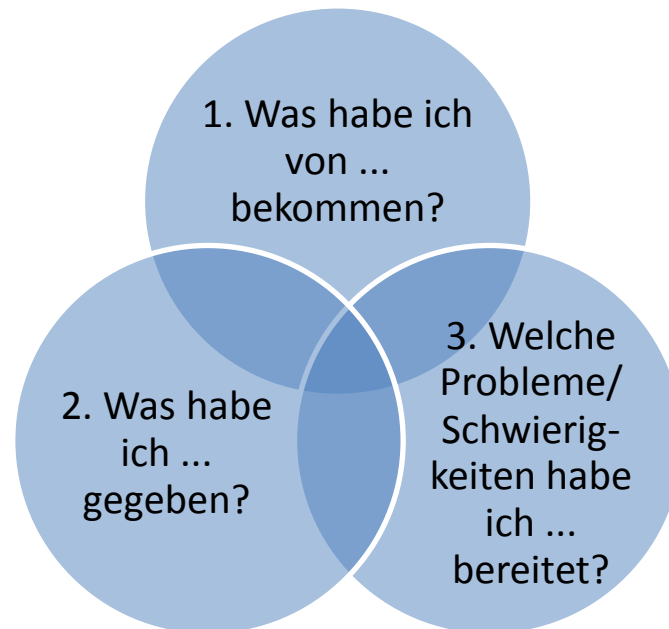 1. Was habe ich
von ...
bekommen?
2. Was habe
ich ...
gegeben?
3. Welche
Probleme/
Schwierig-
keiten habe
ich ...
bereitet?